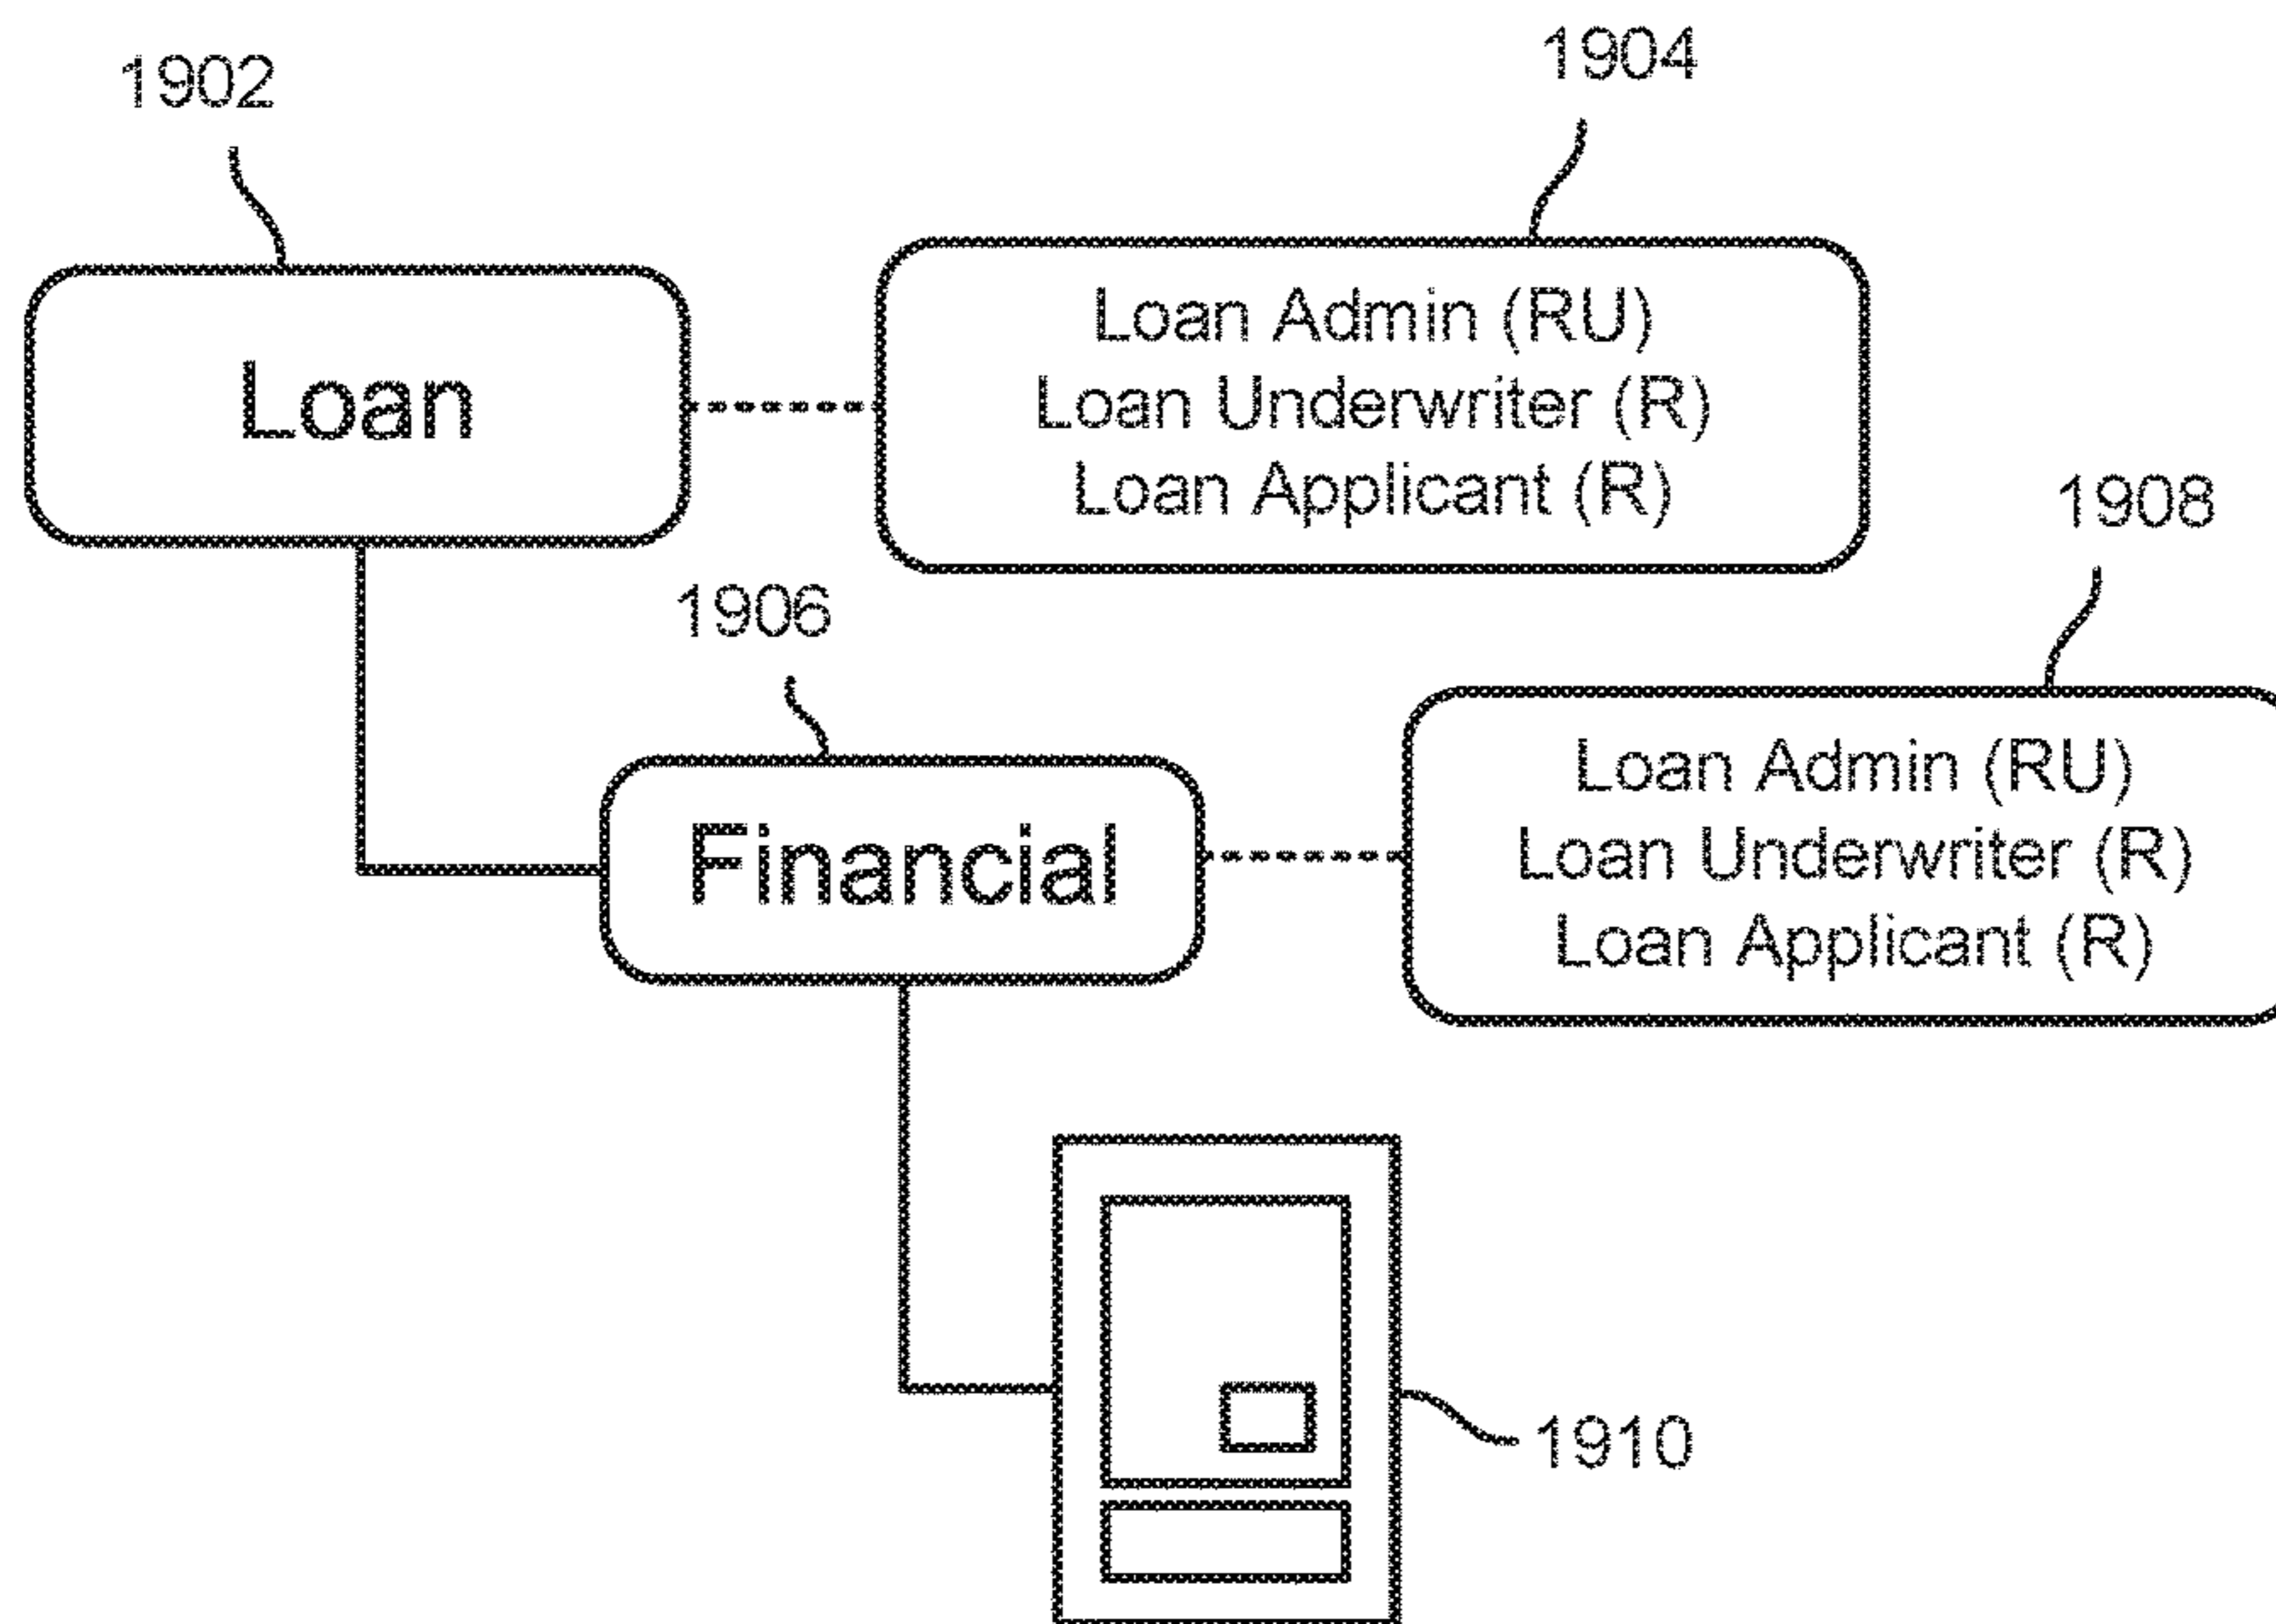 1902
1904
Loan
Loan Admin (RU)
Loan Underwriter (R)
Loan Applicant (R)
1906
1908
Financial
Loan Admin (RU)
Loan Underwriter (R)
Loan Applicant (R)
1910